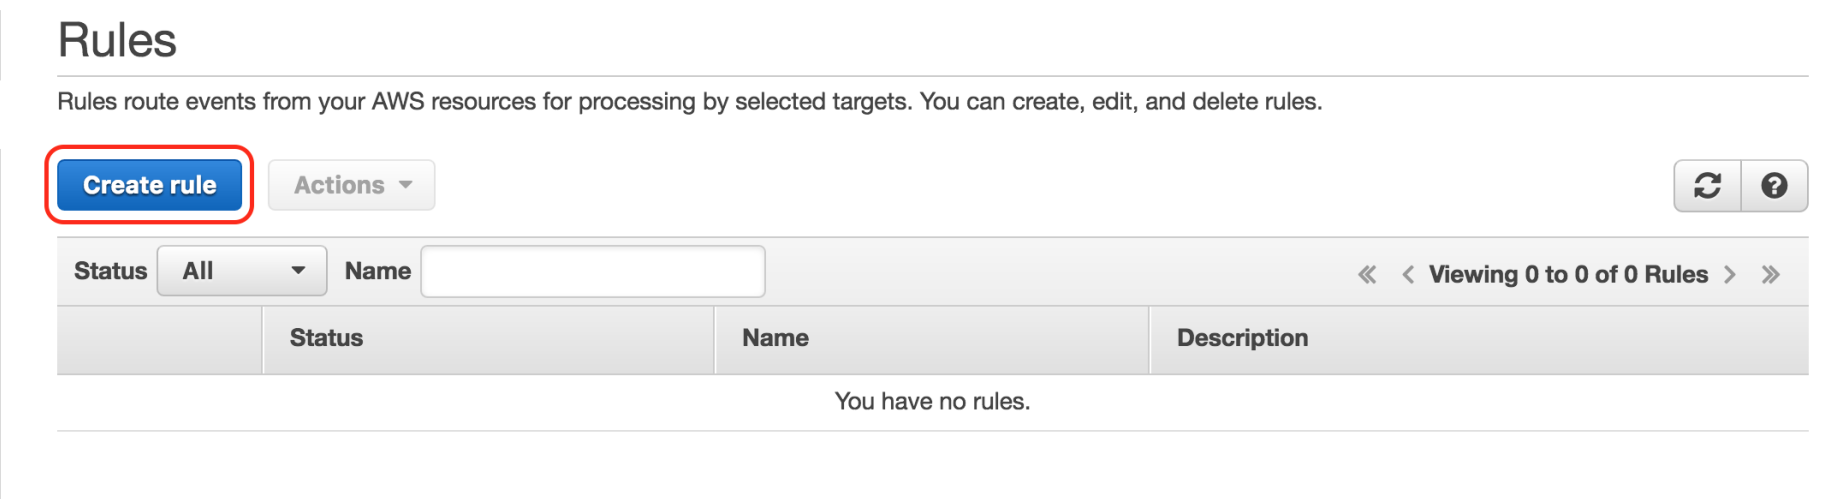 Rules
Rules route events from your AWS resources for processing by selected targets. You can create, edit, and delete rules.
Create rule Actions
Status All Name Viewing 0 to 0 of 0 Rules
Status Name Description
You have no rules.